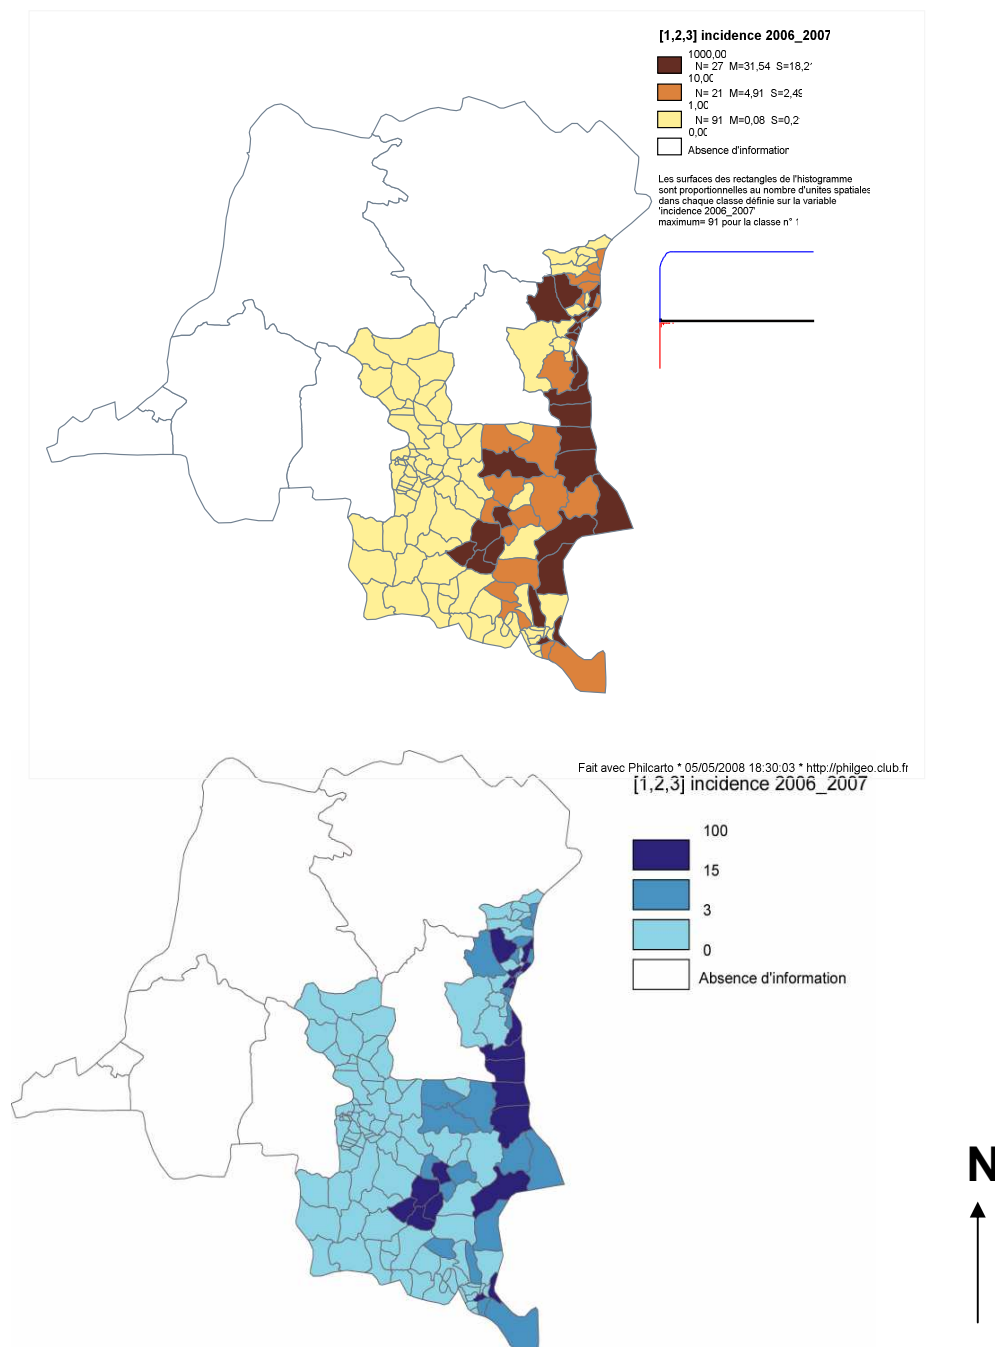 [1,2,3] incidence 2006_2007
1000,00
N= 27 M=31,54 S=18,2
10,00
N= 21 M=4,91 S=2,49
1,00
N= 91 M=0,08 S=0,2
0,00
Absence d'information
Les surfaces des rectangles de l'histogramme
sont proportionnelles au nombre d'unites spatiales
dans chaque classe définie sur la variable
'incidence 2006_2007'
maximum= 91 pour la classe n° 1
Fait avec Philcarto * 05/05/2008 18:30:03 * http://philgeo.club.fr
[1,2,3] incidence 2006_2007
100
15
3
0
Absence d'information
N